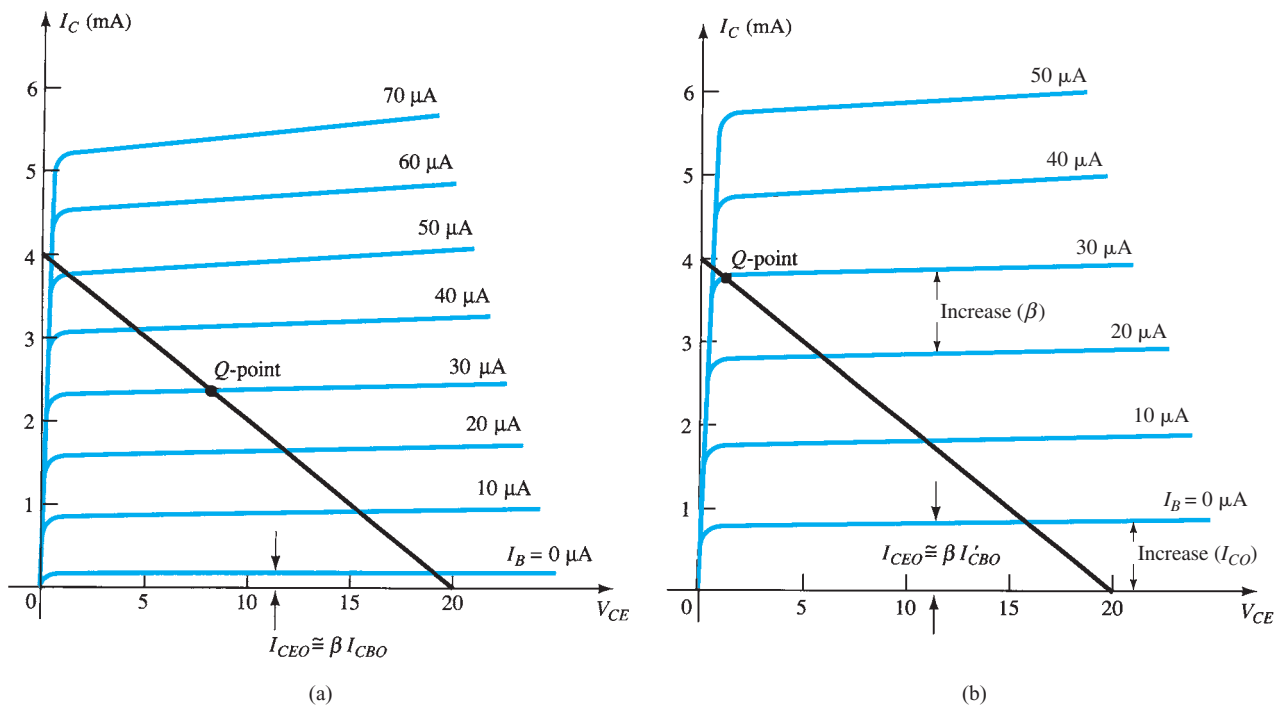 I_C (mA)
6
5
4
3
2
1
0
5
10
15
20
V_CE
70 μA
60 μA
50 μA
40 μA
30 μA
20 μA
10 μA
I_B = 0 μA
Q-point
I_CEO ≅ β I_CBO
(a)
I_C (mA)
6
5
4
3
2
1
0
5
10
15
20
V_CE
50 μA
40 μA
30 μA
20 μA
10 μA
I_B = 0 μA
Q-point
Increase (β)
Increase (I_CO)
I_CEO ≅ β I'_CBO
(b)